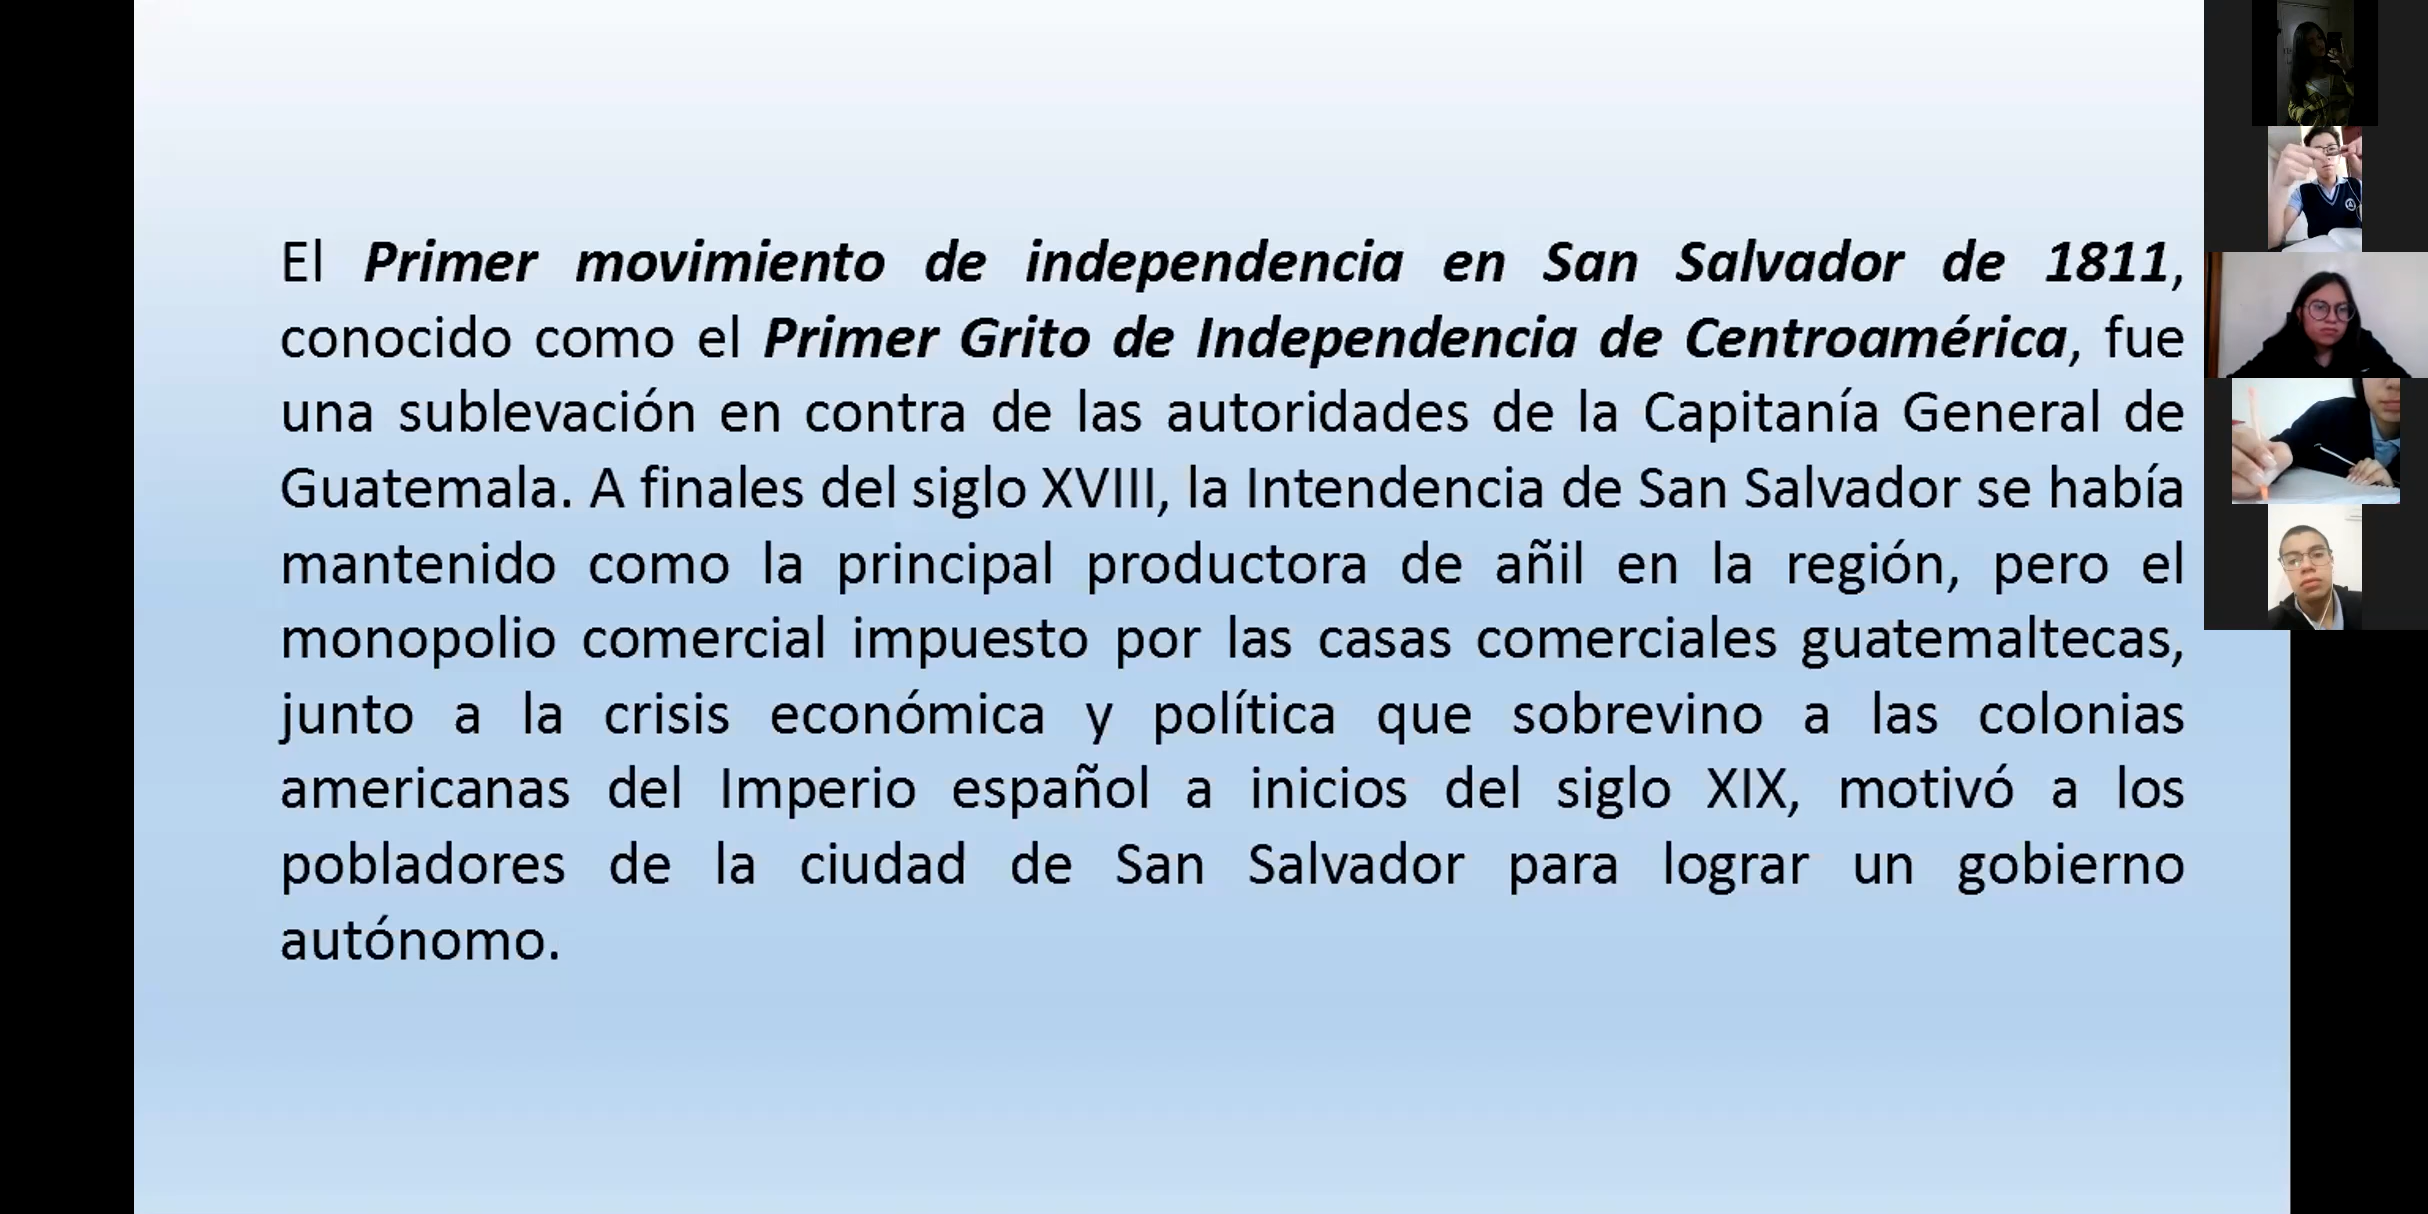 El Primer movimiento de independencia en San Salvador de 1811,
conocido como el Primer Grito de Independencia de Centroamérica, fue
una sublevación en contra de las autoridades de la Capitanía General de
Guatemala. A finales del siglo XVIII, la Intendencia de San Salvador se había
mantenido como la principal productora de añil en la región, pero el
monopolio comercial impuesto por las casas comerciales guatemaltecas,
junto a la crisis económica y política que sobrevino a las colonias
americanas del Imperio español a inicios del siglo XIX, motivó a los
pobladores de la ciudad de San Salvador para lograr un gobierno
autónomo.